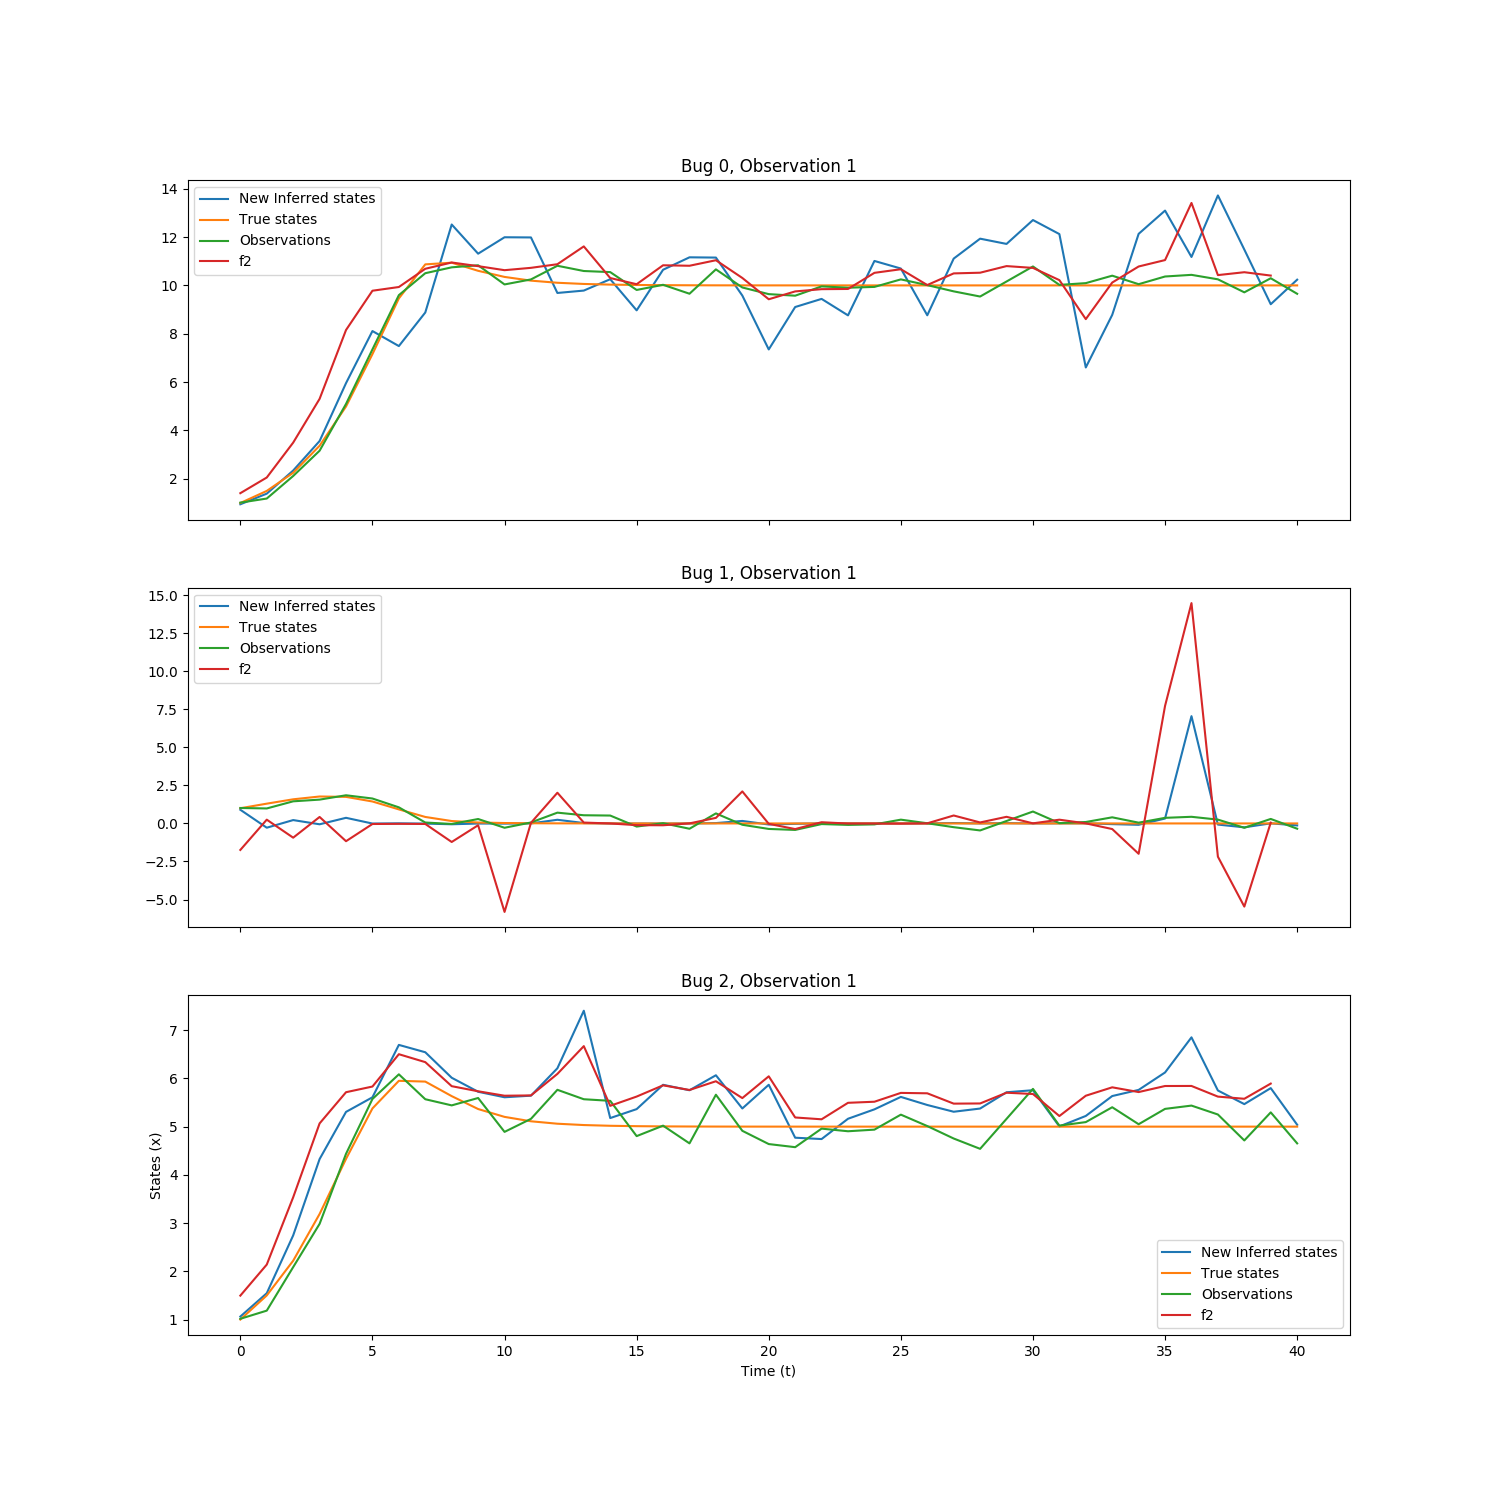 Bug 0, Observation 1
14
12
10
8
6
4
2
New Inferred states
True states
Observations
f2
Bug 1, Observation 1
15.0
12.5
10.0
7.5
5.0
2.5
0.0
−2.5
−5.0
New Inferred states
True states
Observations
f2
Bug 2, Observation 1
States (x)
7
6
5
4
3
2
1
New Inferred states
True states
Observations
f2
0 5 10 15 20 25 30 35 40
Time (t)